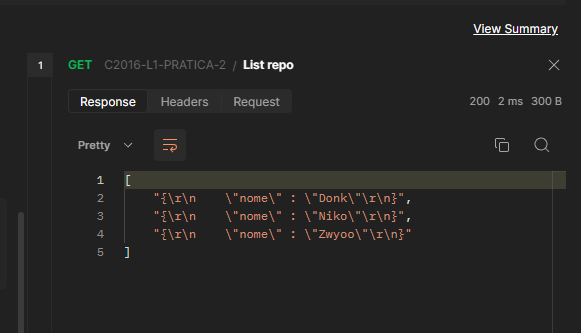 View Summary
1 GET C2016-L1-PRATICA-2 / List repo
Response Headers Request 200 2 ms 300 B
Pretty
1 [
2 "{\r\n    \"nome\" : \"Donk\"\r\n}",
3 "{\r\n    \"nome\" : \"Niko\"\r\n}",
4 "{\r\n    \"nome\" : \"Zwyoo\"\r\n}"
5 ]